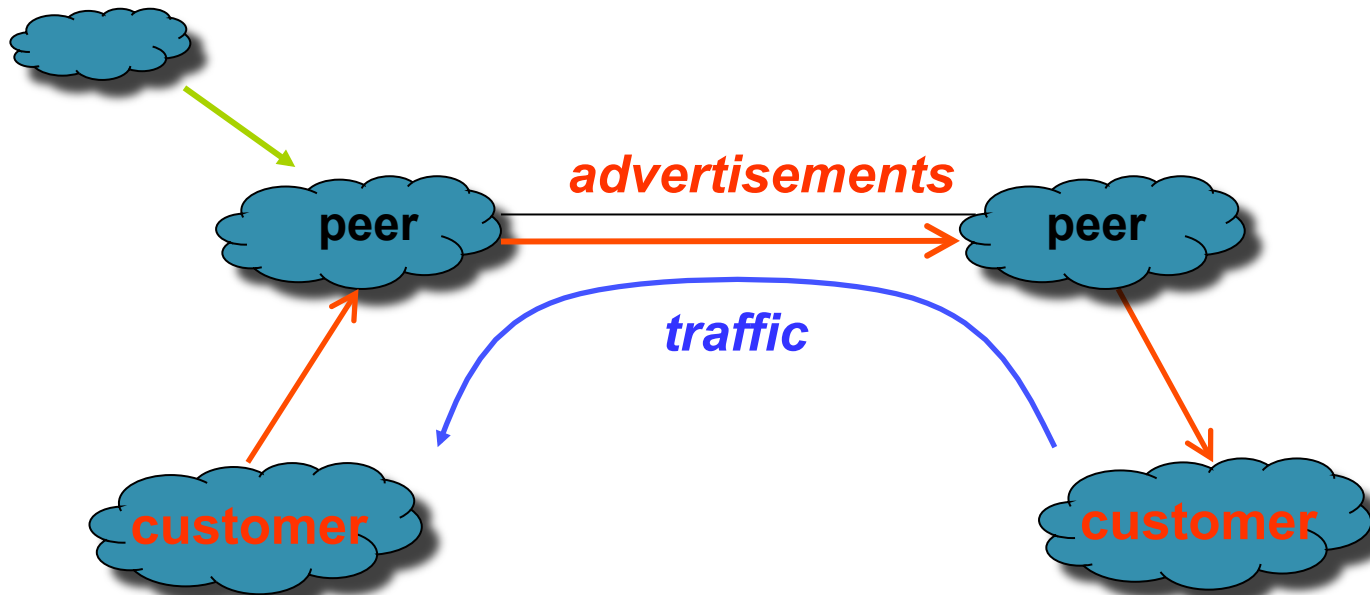 advertisements
peer
peer
traffic
customer
customer